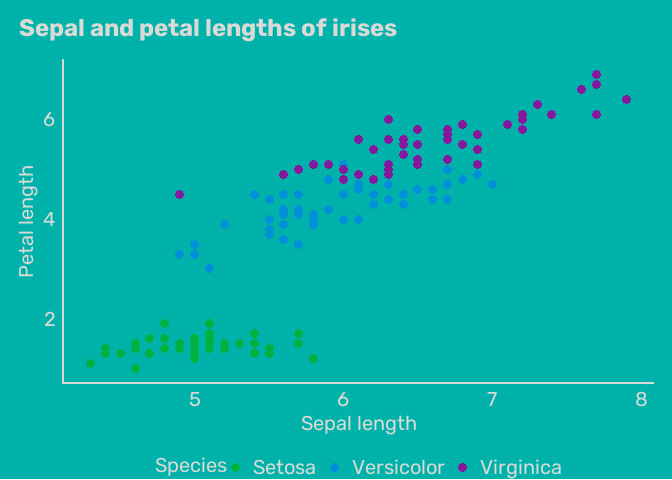 Sepal and petal lengths of irises
Petal length
6
4
2
5 6 7 8
Sepal length
Species Setosa Versicolor Virginica